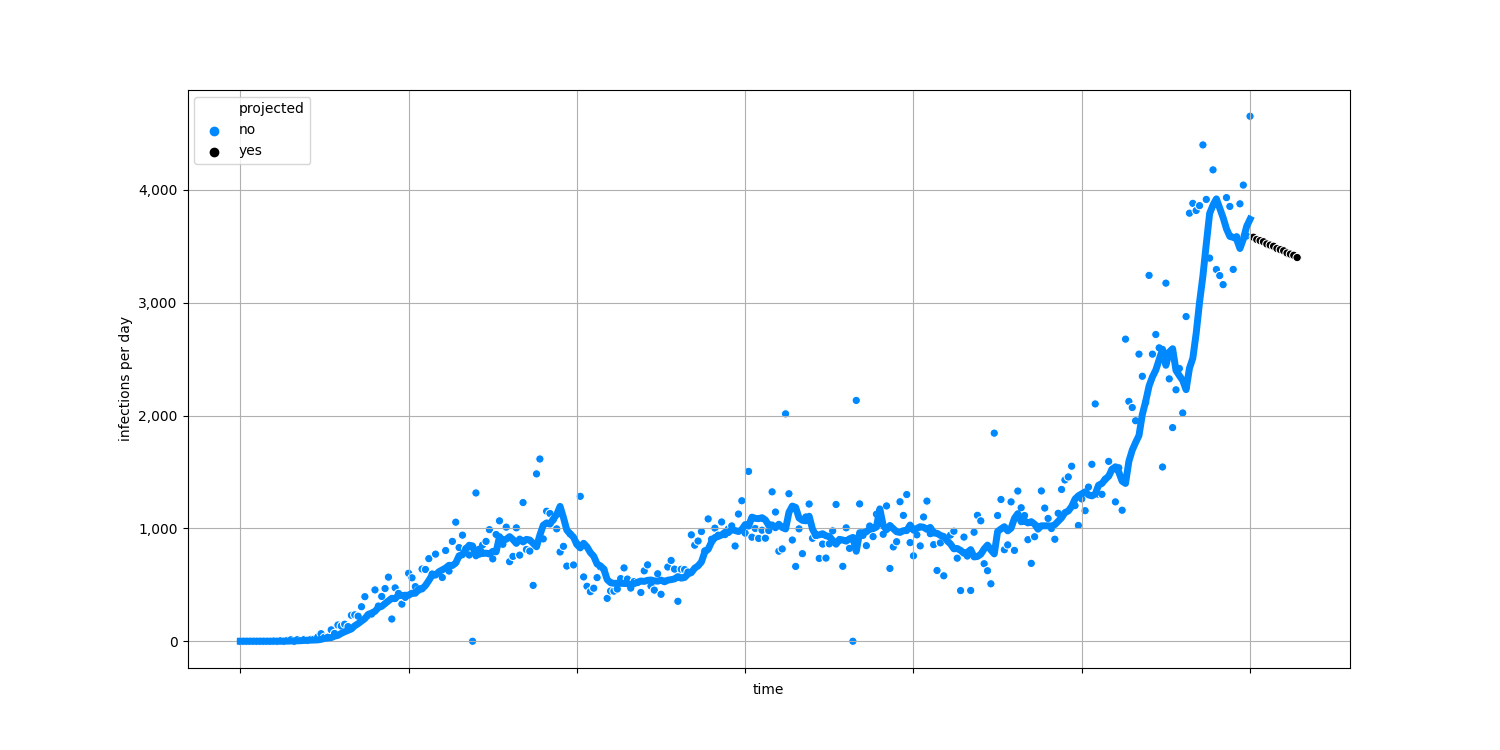 projected
no
yes
4,000
3,000
2,000
1,000
0
infections per day
time